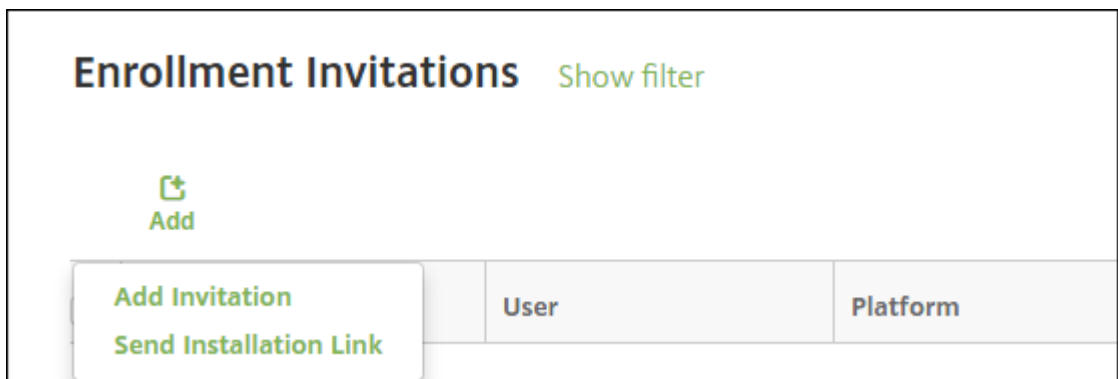 Enrollment Invitations Show filter
Add
Add Invitation
Send Installation Link
User Platform